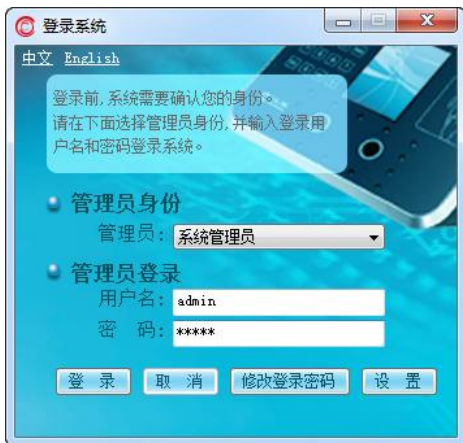 登录系统
中文 English
登录前,系统需要确认您的身份。
请在下面选择管理员身份,并输入登录用
户名和密码登录系统。
管理员身份
管理员: 系统管理员
管理员登录
用户名: admin
密 码: *****
登 录 取 消 修改登录密码 设 置